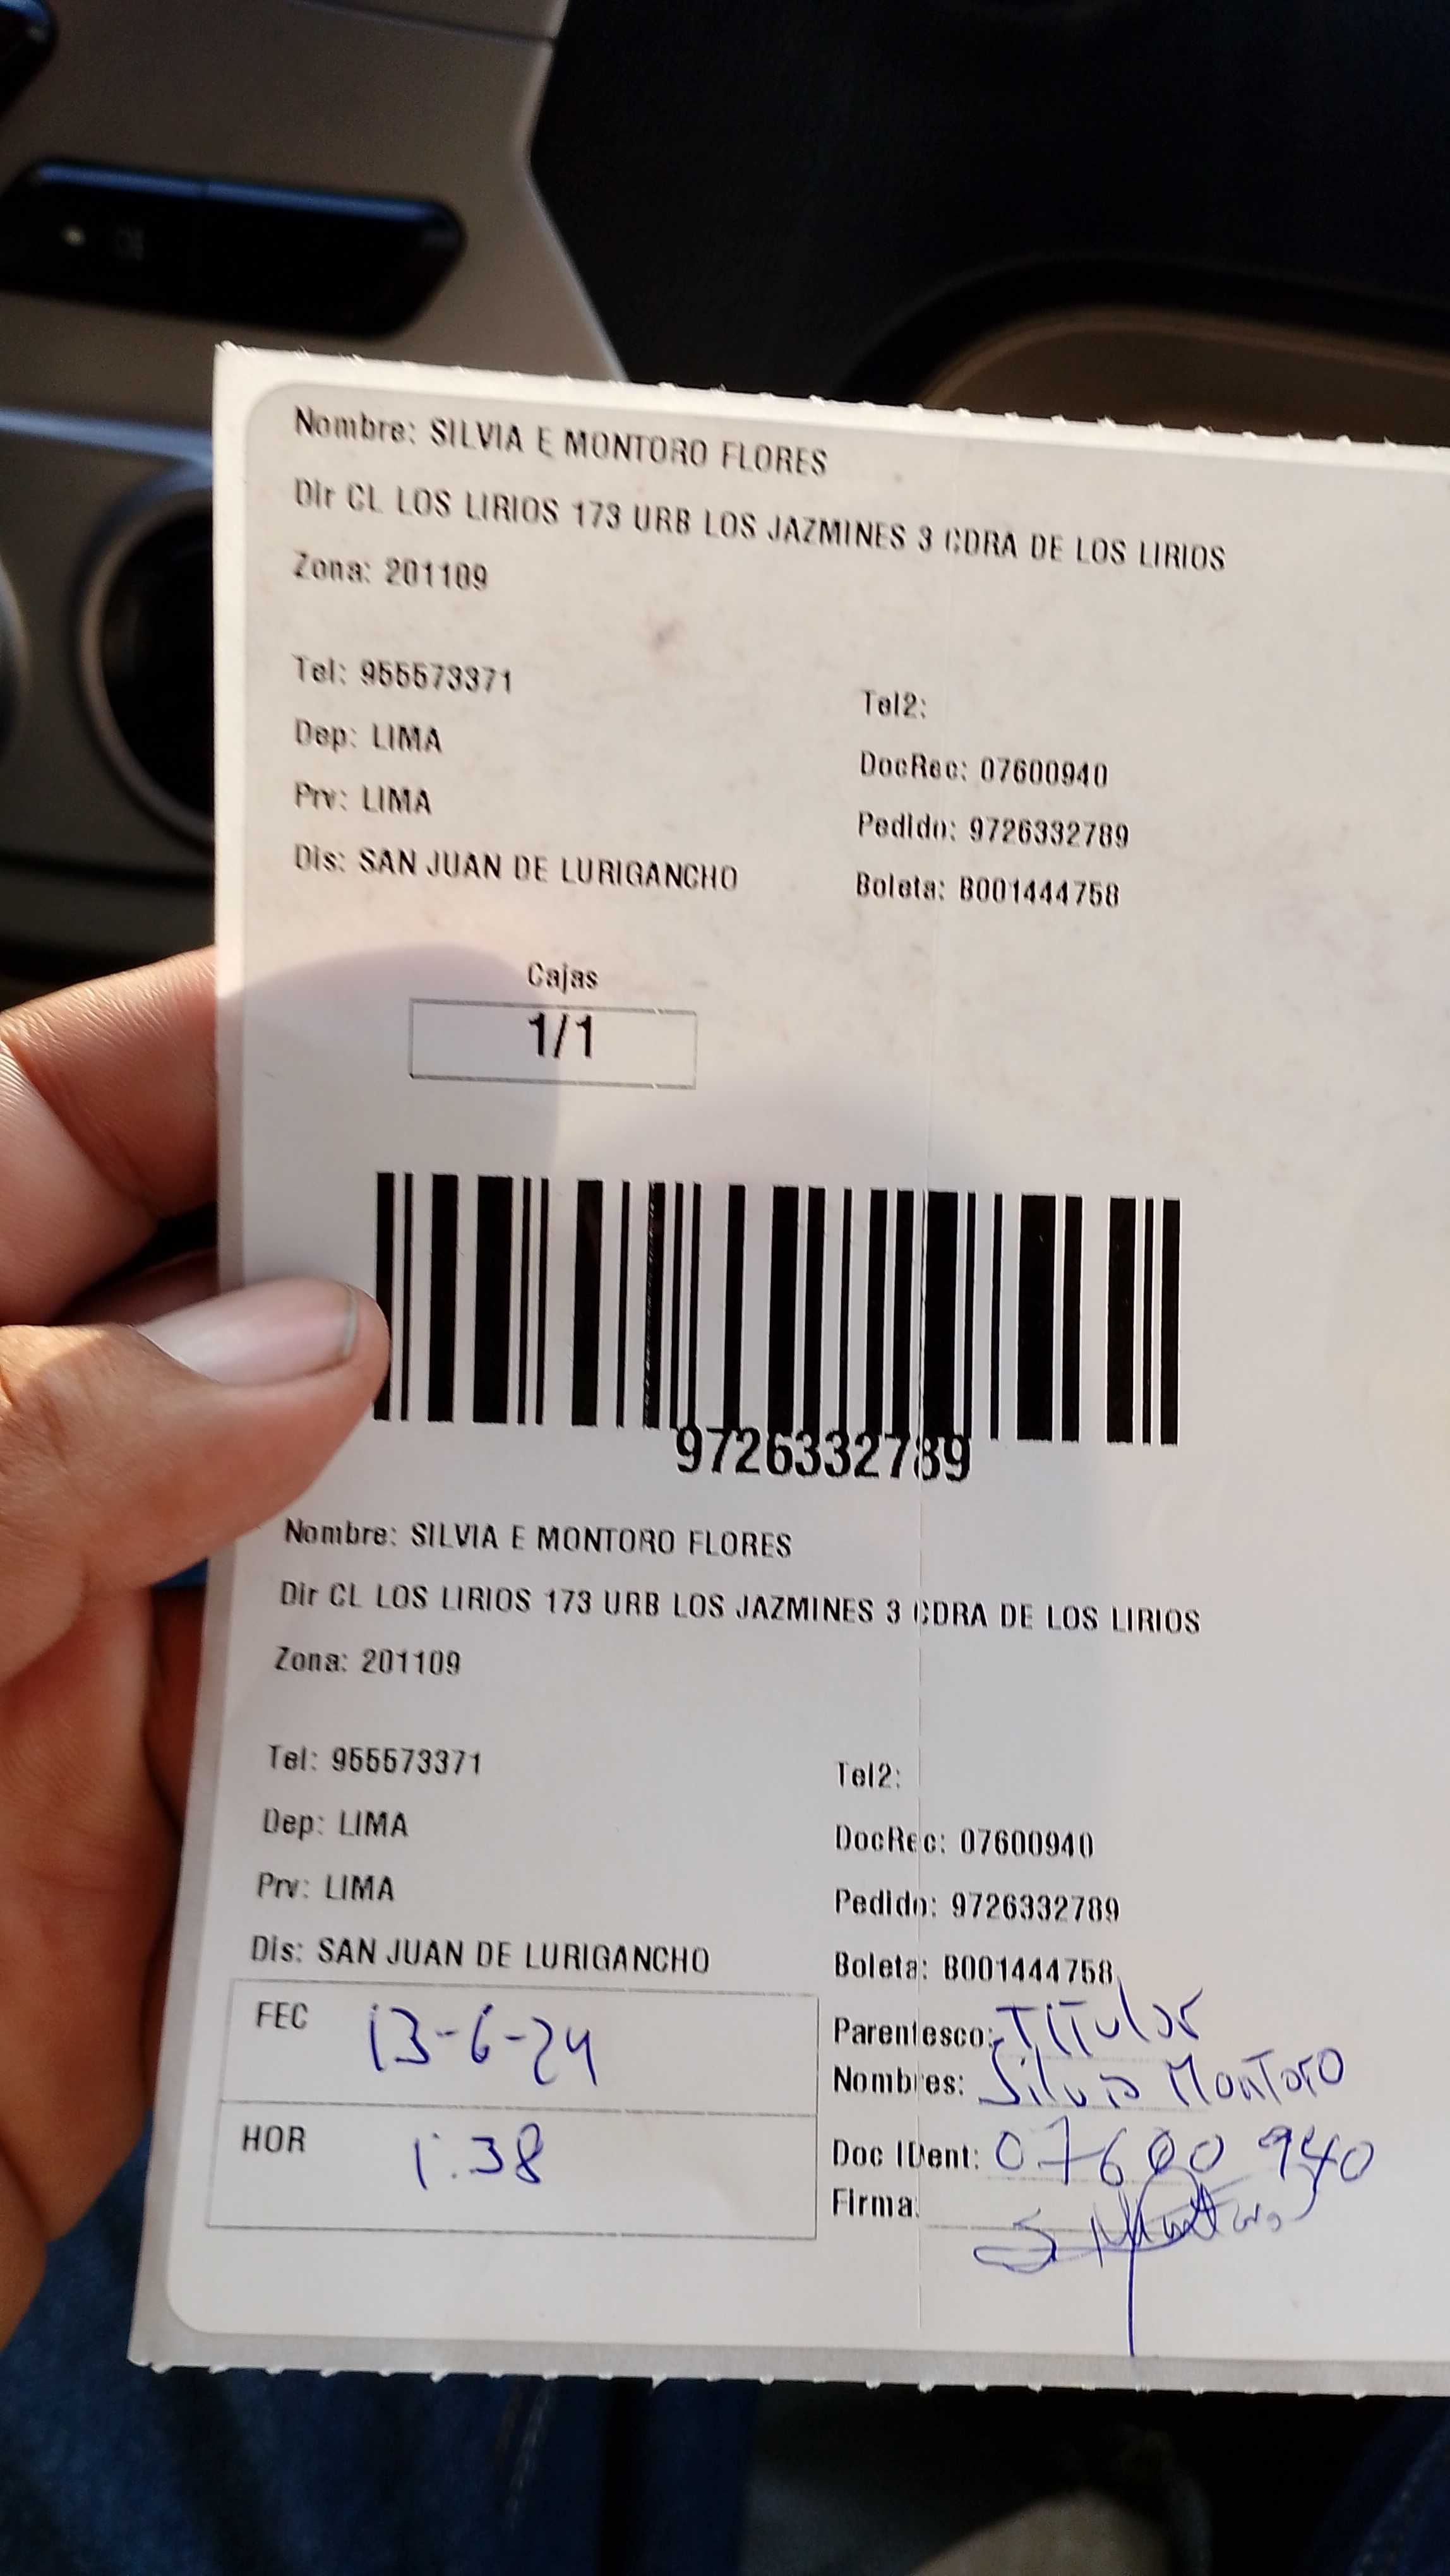 Nombre: SILVIA E MONTORO FLORES
Dir CL LOS LIRIOS 173 URB LOS JAZMINES 3 CDRA DE LOS LIRIOS
Zona: 201109
Tel: 955573371
Tel2:
Dep: LIMA
DocRec: 07600940
Prv: LIMA
Pedido: 9726332789
Dis: SAN JUAN DE LURIGANCHO
Boleta: B001444758
Cajas
1/1
9726332789
Nombre: SILVIA E MONTORO FLORES
Dir CL LOS LIRIOS 173 URB LOS JAZMINES 3 CDRA DE LOS LIRIOS
Zona: 201109
Tel: 955573371
Tel2:
Dep: LIMA
DocRec: 07600940
Prv: LIMA
Pedido: 9726332789
Dis: SAN JUAN DE LURIGANCHO
Boleta: B001444758
FEC 13-6-24
Parentesco: TITular
Nombres: Silvia MonToro
HOR 1:38
Doc IDent: 07600940
Firma: S Montoro